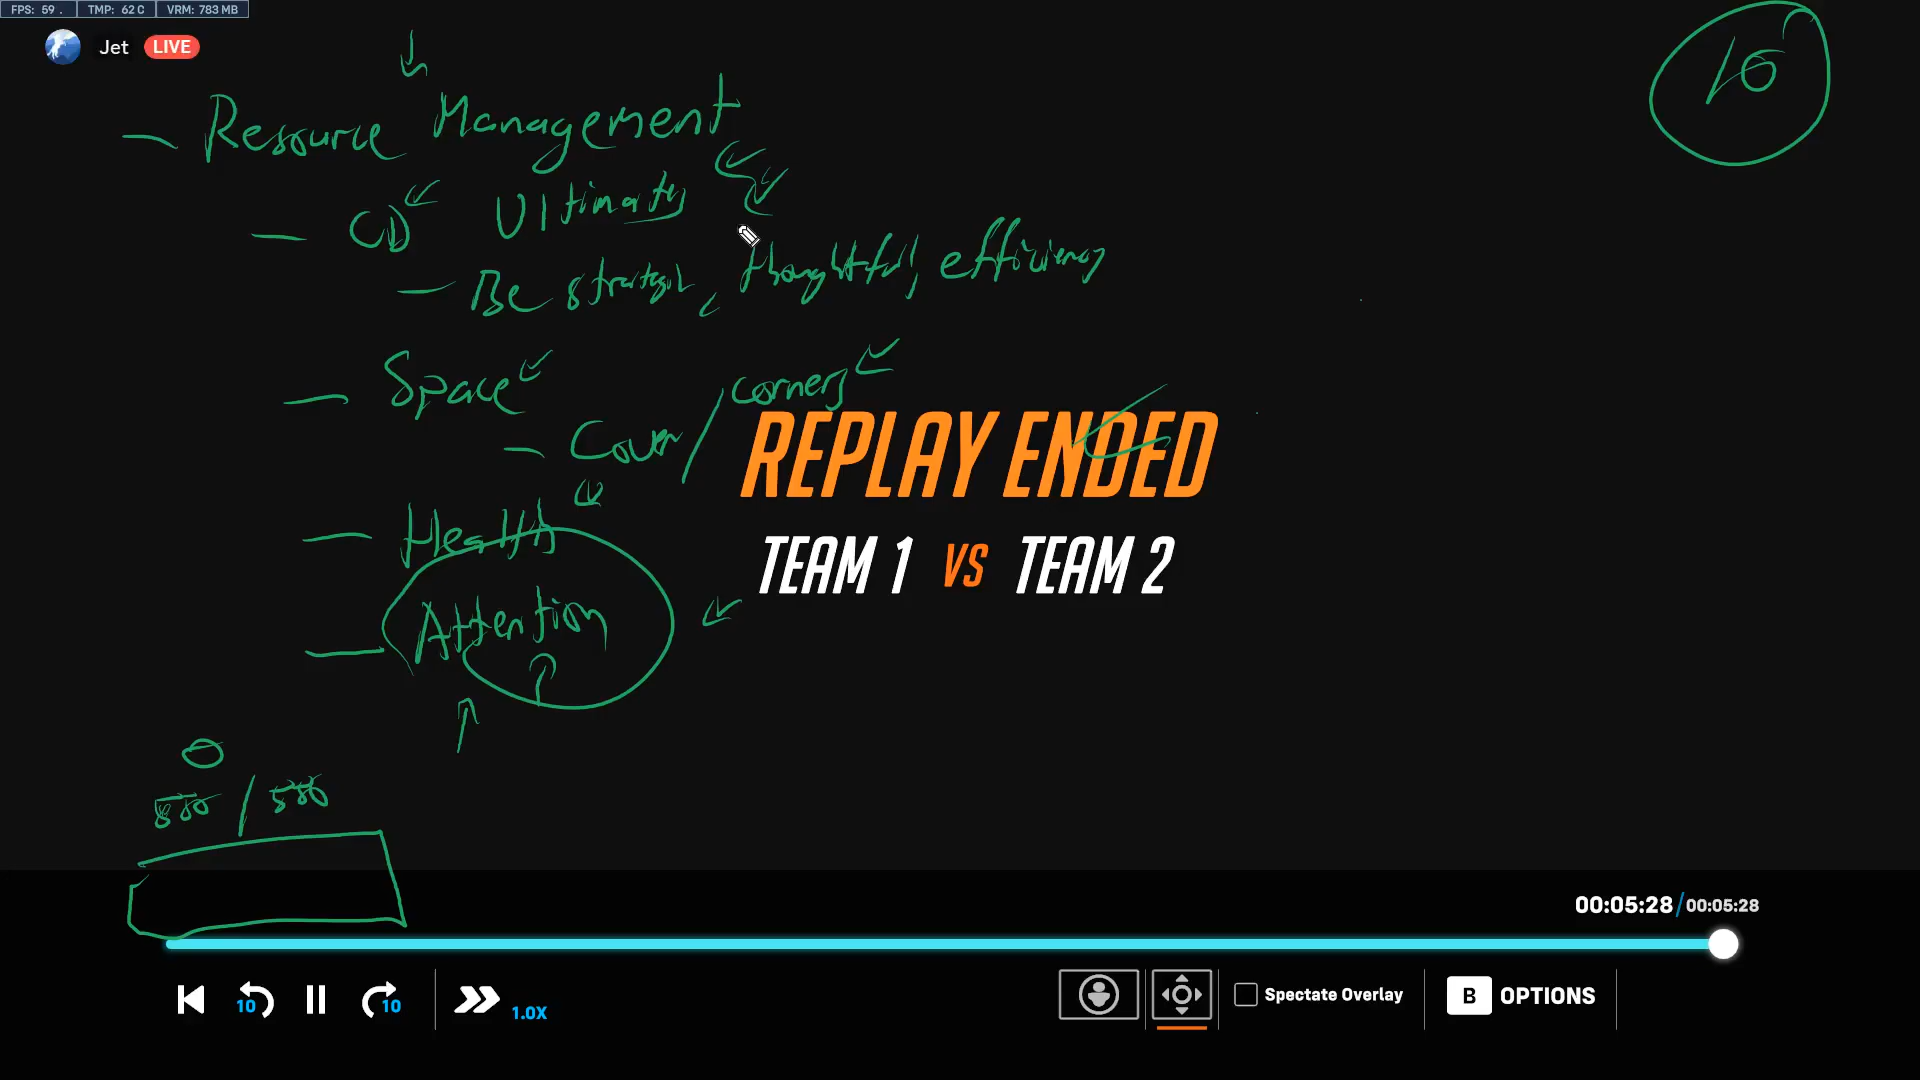 FPS: 59 . TMP: 62 C VRM: 783 MB
Jet LIVE
10
- Resource Management
- CD Ultimates
- Be strategic, thoughtful, efficiency
- Space
- Cover/corners
REPLAY ENDED
- Health
TEAM 1 VS TEAM 2
- Attention
500/500
00:05:28/00:05:28
10 10 1.0X Spectate Overlay B OPTIONS